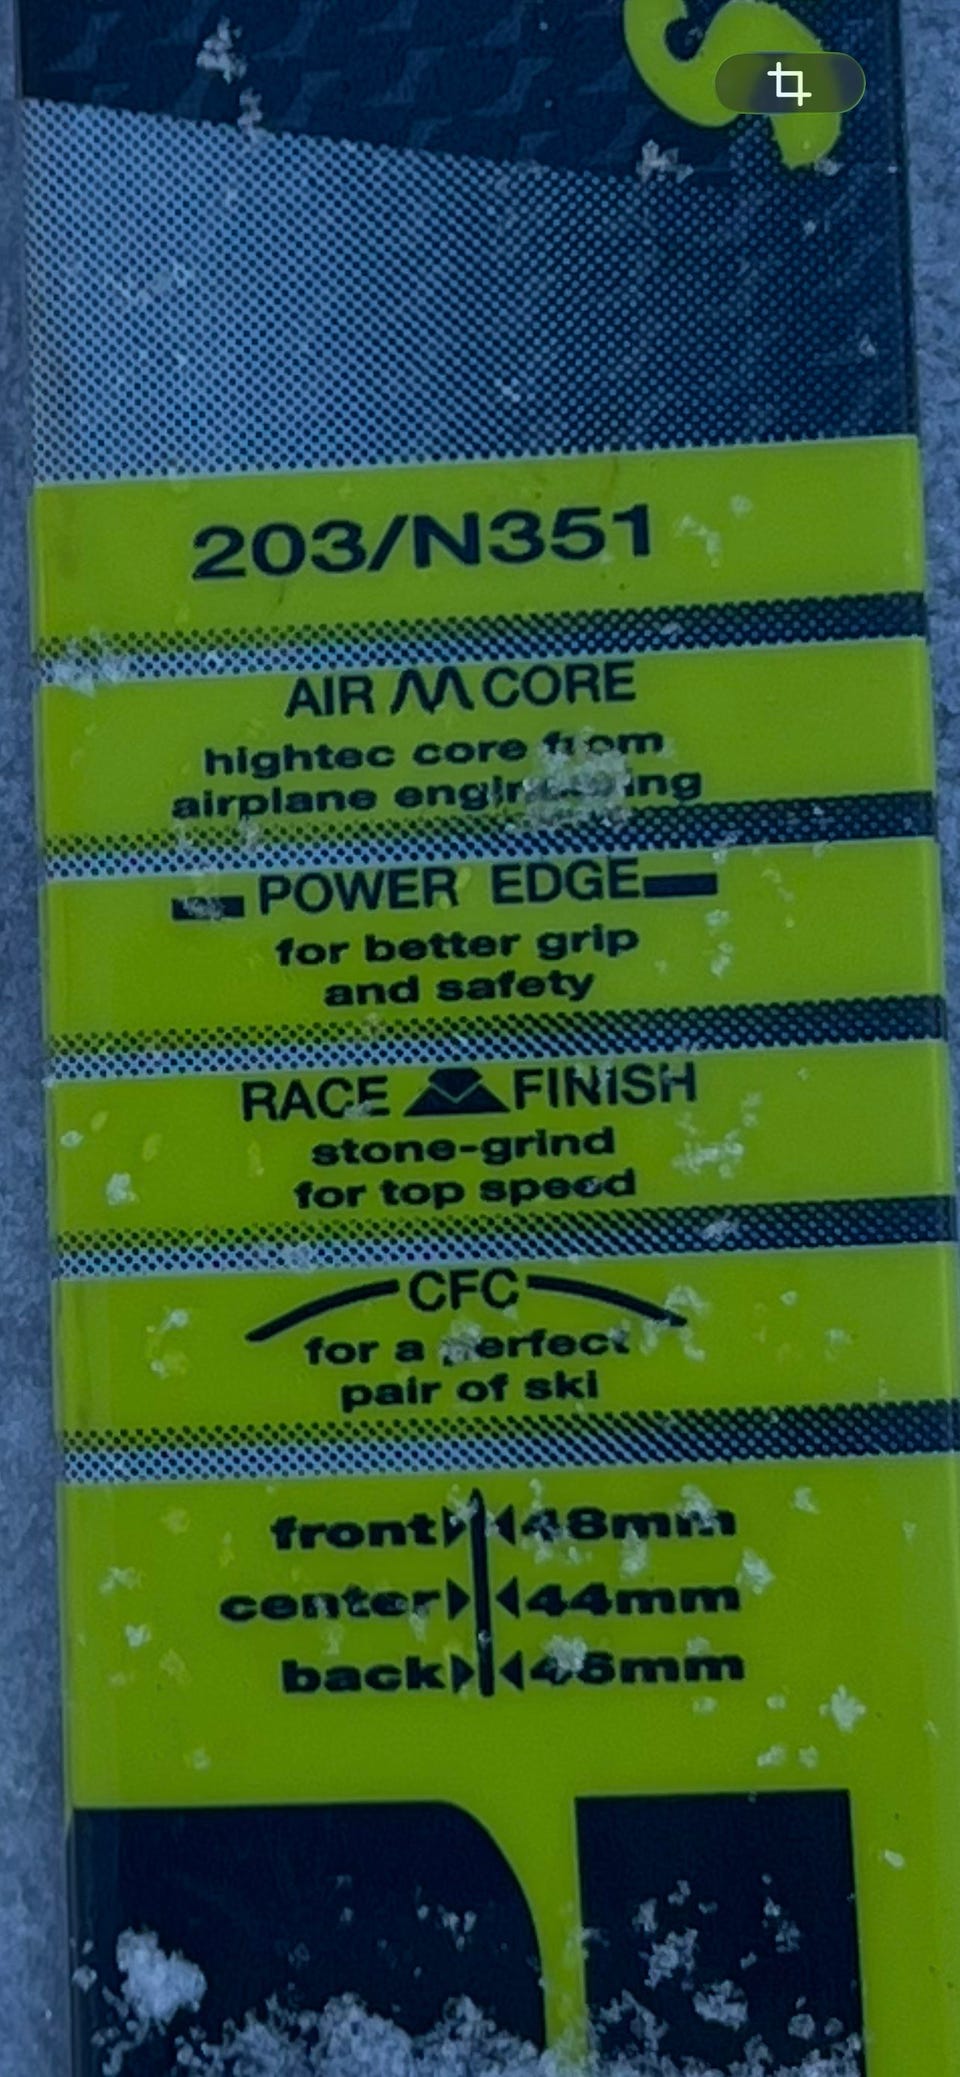 203/N351
AIR CORE
hightec core from
airplane engineering
POWER EDGE
for better grip
and safety
RACE FINISH
stone-grind
for top speed
CFC
for a perfect
pair of ski
front 48mm
center 44mm
back